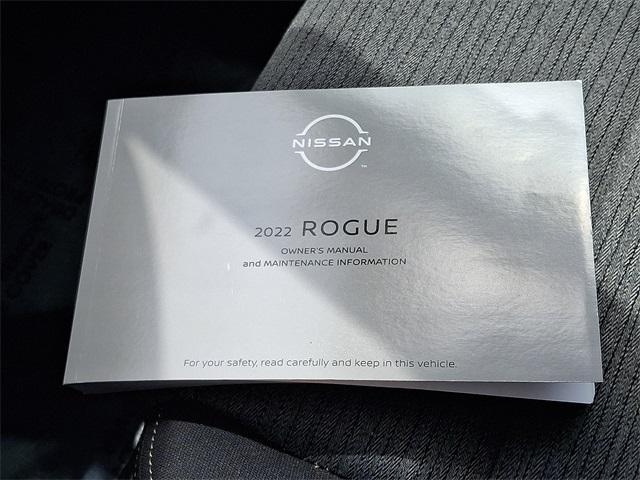 NISSAN
2022 ROGUE
OWNER'S MANUAL
and MAINTENANCE INFORMATION
For your safety, read carefully and keep in this vehicle.